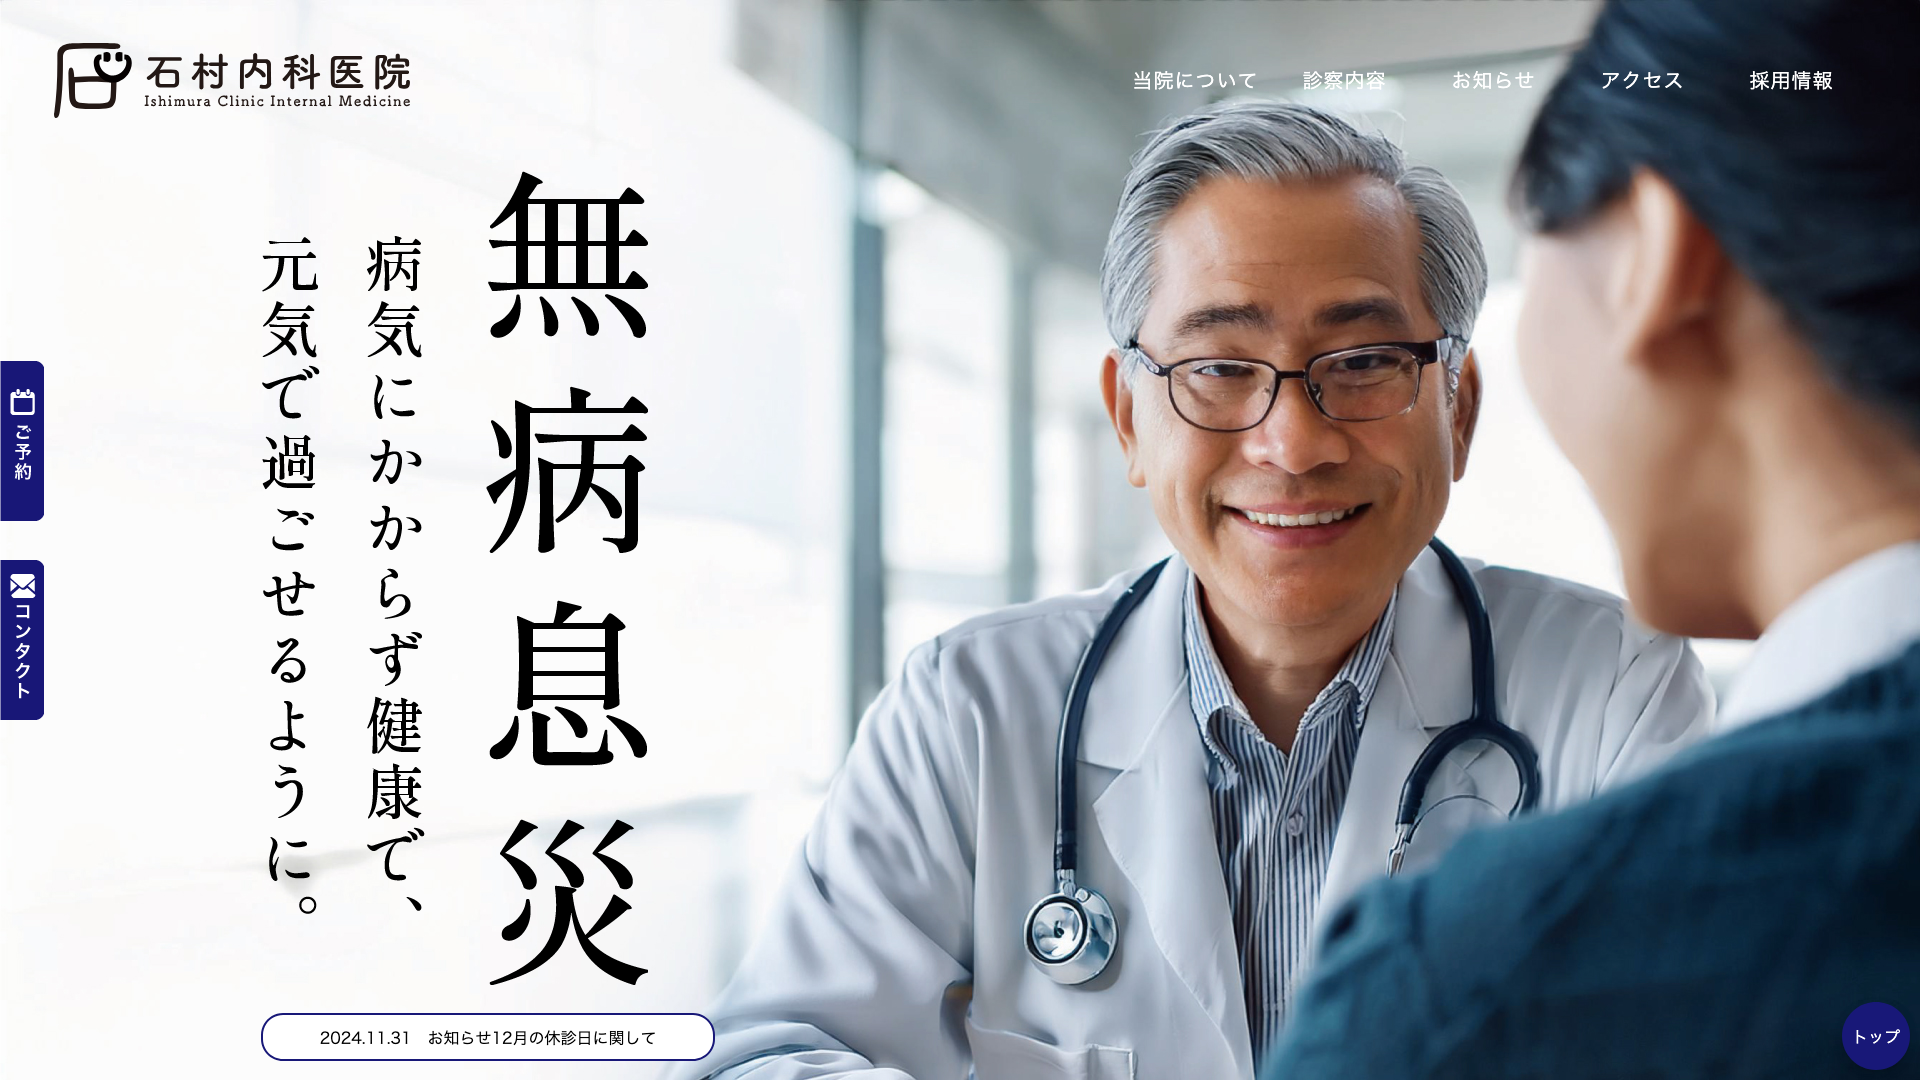 石村内科医院
Ishimura Clinic Internal Medicine
当院について
診察内容
お知らせ
アクセス
採用情報
無病息災
病気にかからず健康で、
元気で過ごせるように。
ご予約
コンタクト
2024.11.31　お知らせ12月の休診日に関して
トップ